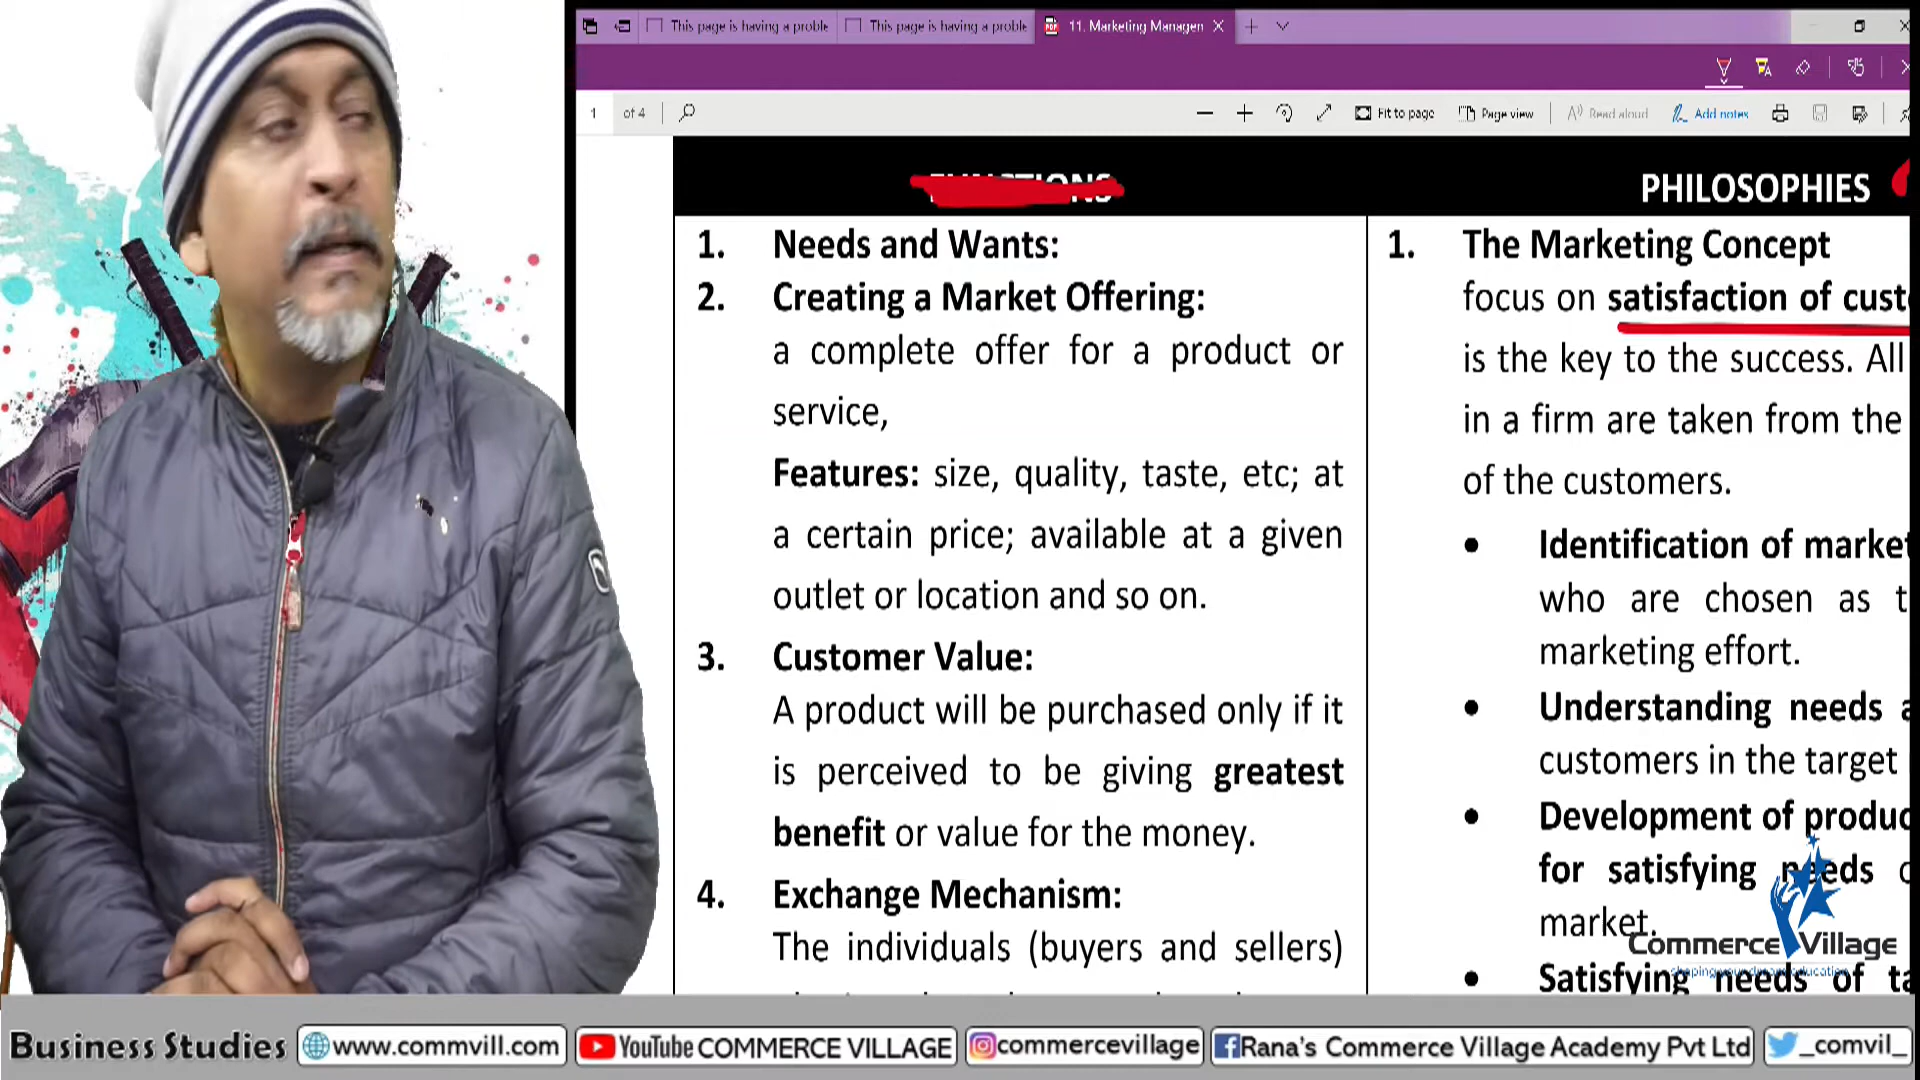 This page is having a proble
This page is having a proble
11. Marketing Managen
1 of 4
Fit to page
Page view
Read aloud
Add notes
PHILOSOPHIES
1. Needs and Wants:
2. Creating a Market Offering:
a complete offer for a product or
service,
Features: size, quality, taste, etc; at
a certain price; available at a given
outlet or location and so on.
3. Customer Value:
A product will be purchased only if it
is perceived to be giving greatest
benefit or value for the money.
4. Exchange Mechanism:
The individuals (buyers and sellers)
1. The Marketing Concept
focus on satisfaction of cust
is the key to the success. All
in a firm are taken from the
of the customers.
• Identification of market
who are chosen as t
marketing effort.
• Understanding needs a
customers in the target
• Development of produc
for satisfying needs o
market.
• Satisfying needs of ta
Commerce Village
shaping your dream education
Business Studies
www.commvill.com
YouTube COMMERCE VILLAGE
commercevillage
Rana's Commerce Village Academy Pvt Ltd
_comvil_